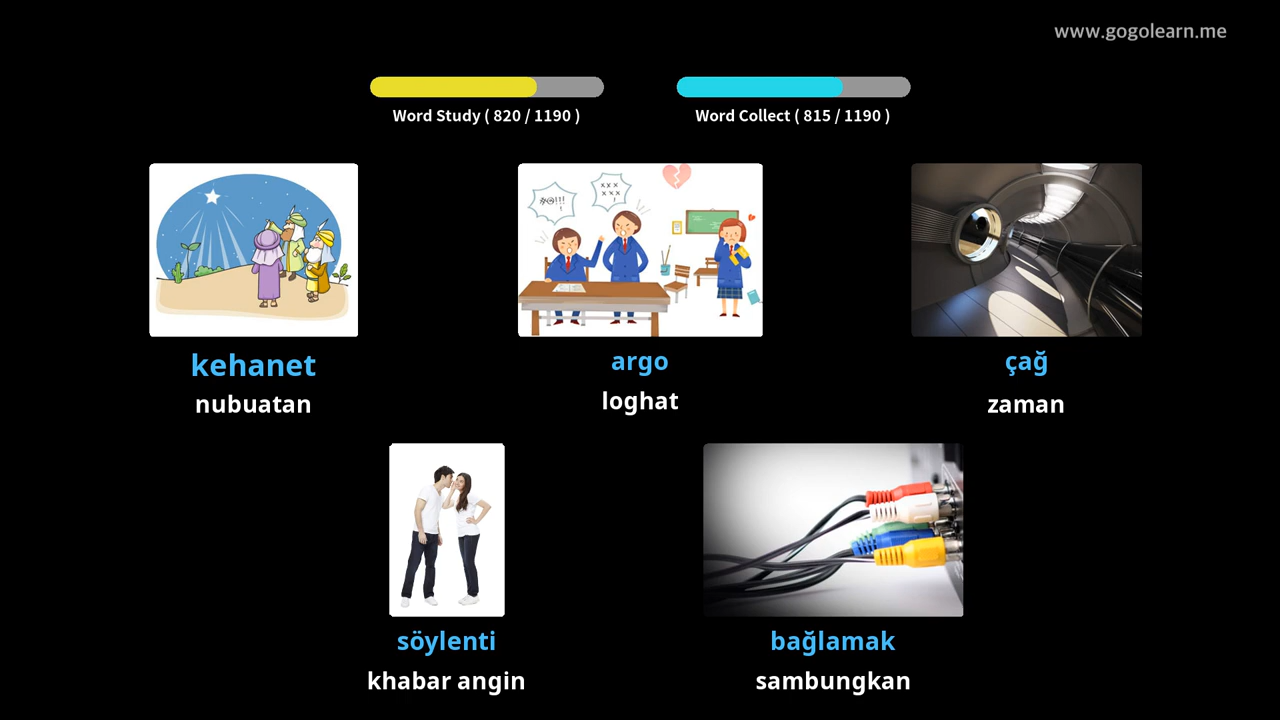 www.gogolearn.me
Word Study ( 820 / 1190 )
Word Collect ( 815 / 1190 )
kehanet
nubuatan
argo
loghat
çağ
zaman
söylenti
khabar angin
bağlamak
sambungkan